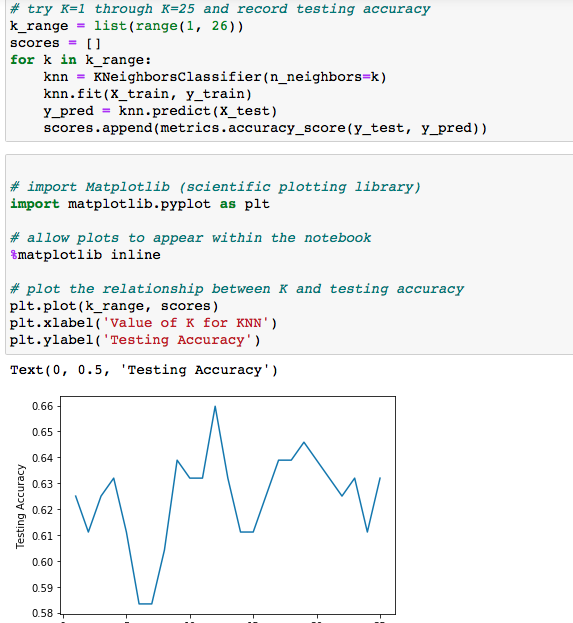 # try K=1 through K=25 and record testing accuracy
k_range = list(range(1, 26))
scores = []
for k in k_range:
    knn = KNeighborsClassifier(n_neighbors=k)
    knn.fit(X_train, y_train)
    y_pred = knn.predict(X_test)
    scores.append(metrics.accuracy_score(y_test, y_pred))
# import Matplotlib (scientific plotting library)
import matplotlib.pyplot as plt
# allow plots to appear within the notebook
%matplotlib inline
# plot the relationship between K and testing accuracy
plt.plot(k_range, scores)
plt.xlabel('Value of K for KNN')
plt.ylabel('Testing Accuracy')
Text(0, 0.5, 'Testing Accuracy')
0.66
0.65
0.64
0.63
0.62
0.61
0.60
0.59
0.58
Testing Accuracy